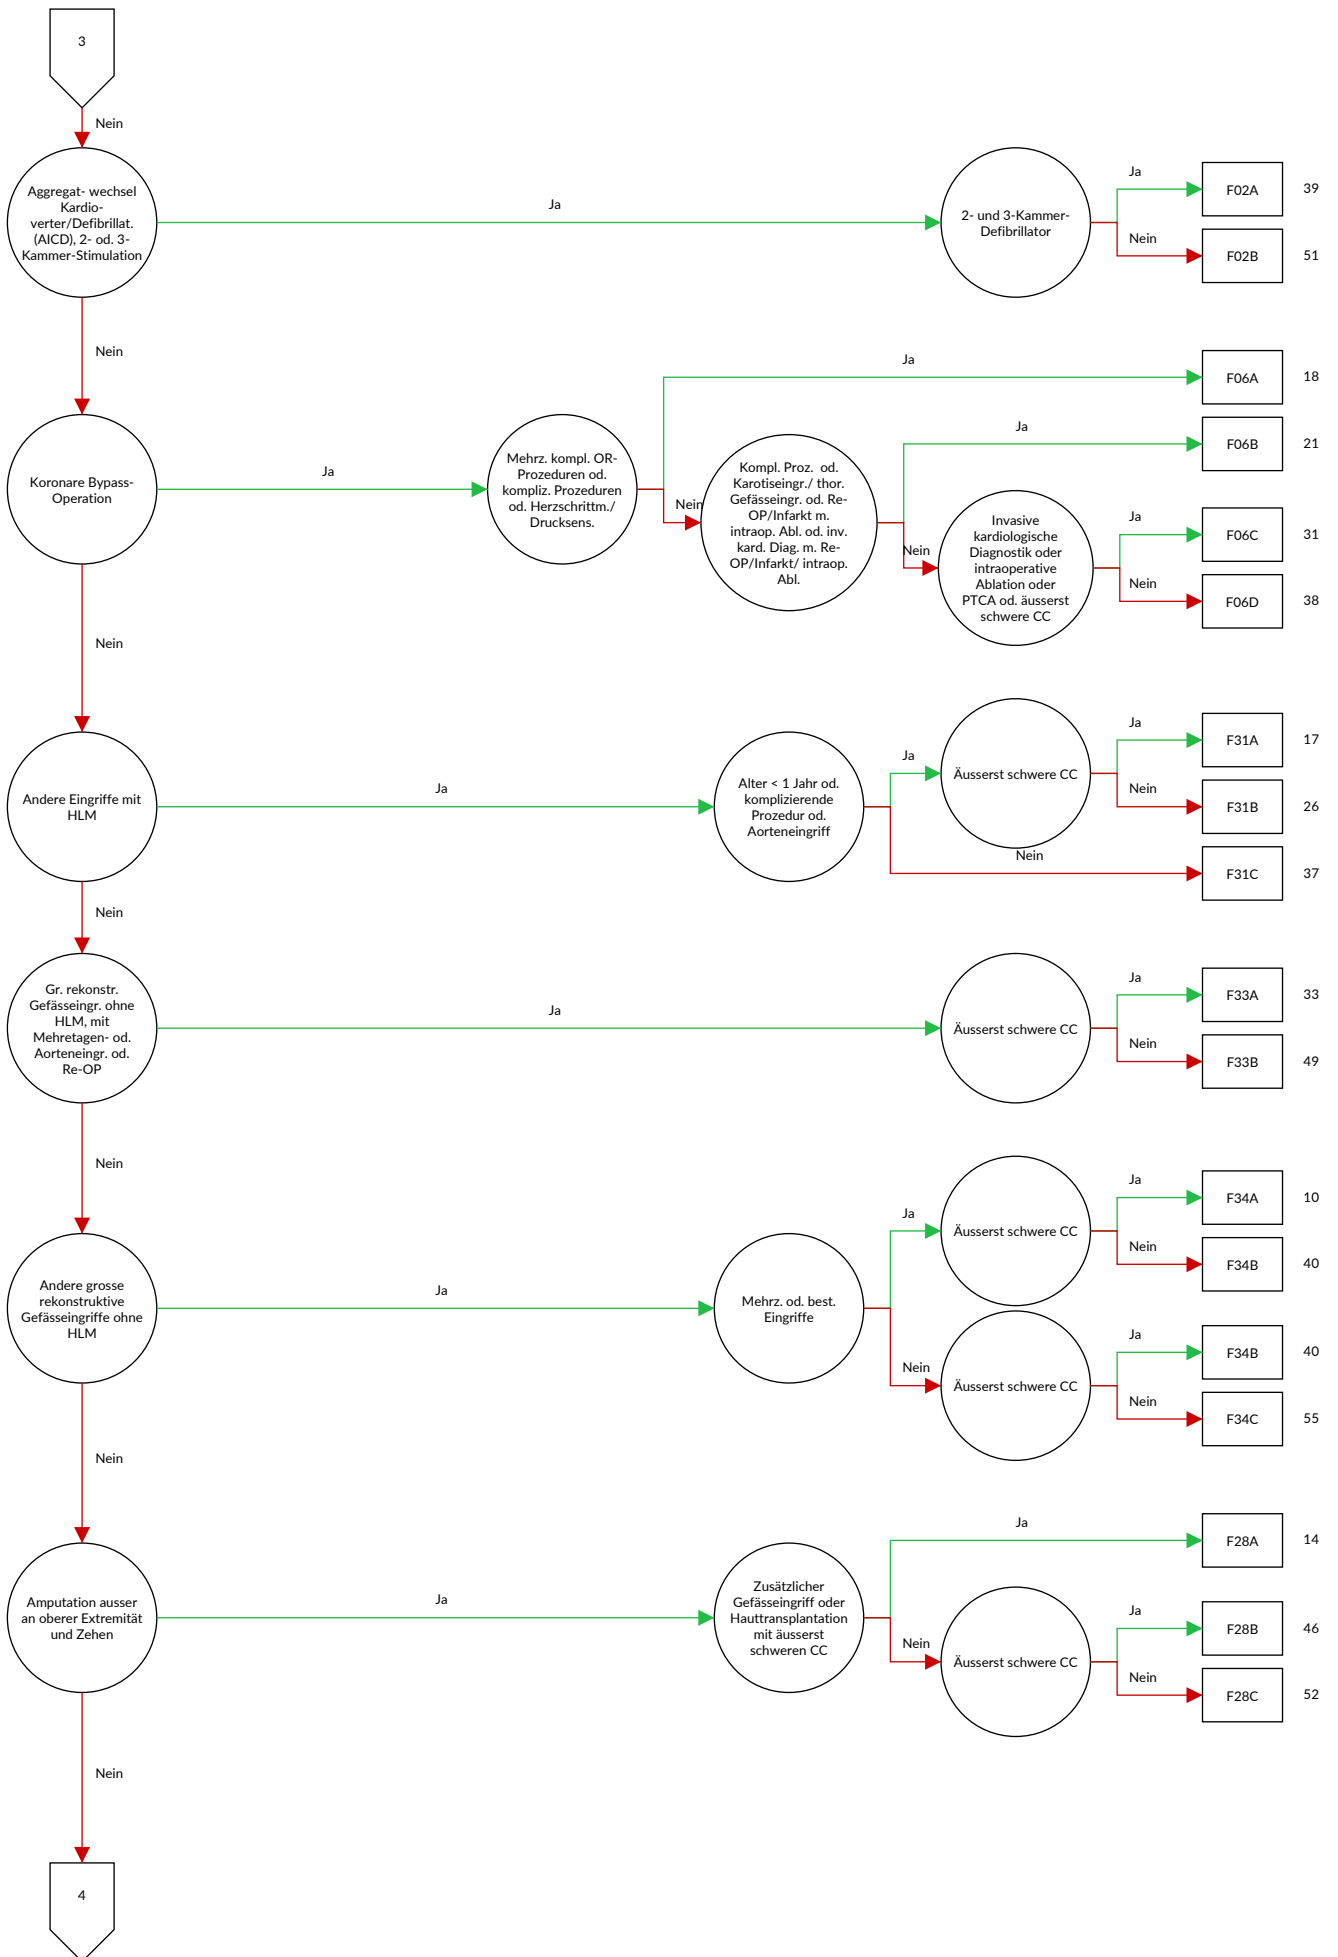 3
Nein
Aggregat- wechsel
Kardio-
verter/Defibrillat.
(AICD), 2- od. 3-
Kammer-Stimulation
Ja
2- und 3-Kammer-
Defibrillator
Ja
F02A
39
Nein
F02B
51
Nein
Koronare Bypass-
Operation
Ja
Mehrz. kompl. OR-
Prozeduren od.
kompliz. Prozeduren
od. Herzschrittm./
Drucksens.
Ja
F06A
18
Nein
Kompl. Proz. od.
Karotiseingr./ thor.
Gefässeingr. od. Re-
OP/Infarkt m.
intraop. Abl. od. inv.
kard. Diag. m. Re-
OP/Infarkt/ intraop.
Abl.
Ja
F06B
21
Nein
Invasive
kardiologische
Diagnostik oder
intraoperative
Ablation oder
PTCA od. äusserst
schwere CC
Ja
F06C
31
Nein
F06D
38
Nein
Andere Eingriffe mit
HLM
Ja
Alter < 1 Jahr od.
komplizierende
Prozedur od.
Aorteneingriff
Ja
Äusserst schwere CC
Ja
F31A
17
Nein
F31B
26
Nein
F31C
37
Nein
Gr. rekonstr.
Gefässeingr. ohne
HLM, mit
Mehretagen- od.
Aorteneingr. od.
Re-OP
Ja
Äusserst schwere CC
Ja
F33A
33
Nein
F33B
49
Nein
Andere grosse
rekonstruktive
Gefässeingriffe ohne
HLM
Ja
Mehrz. od. best.
Eingriffe
Ja
Äusserst schwere CC
Ja
F34A
10
Nein
F34B
40
Nein
Äusserst schwere CC
Ja
F34B
40
Nein
F34C
55
Nein
Amputation ausser
an oberer Extremität
und Zehen
Ja
Zusätzlicher
Gefässeingriff oder
Hauttransplantation
mit äusserst
schweren CC
Ja
F28A
14
Nein
Äusserst schwere CC
Ja
F28B
46
Nein
F28C
52
Nein
4